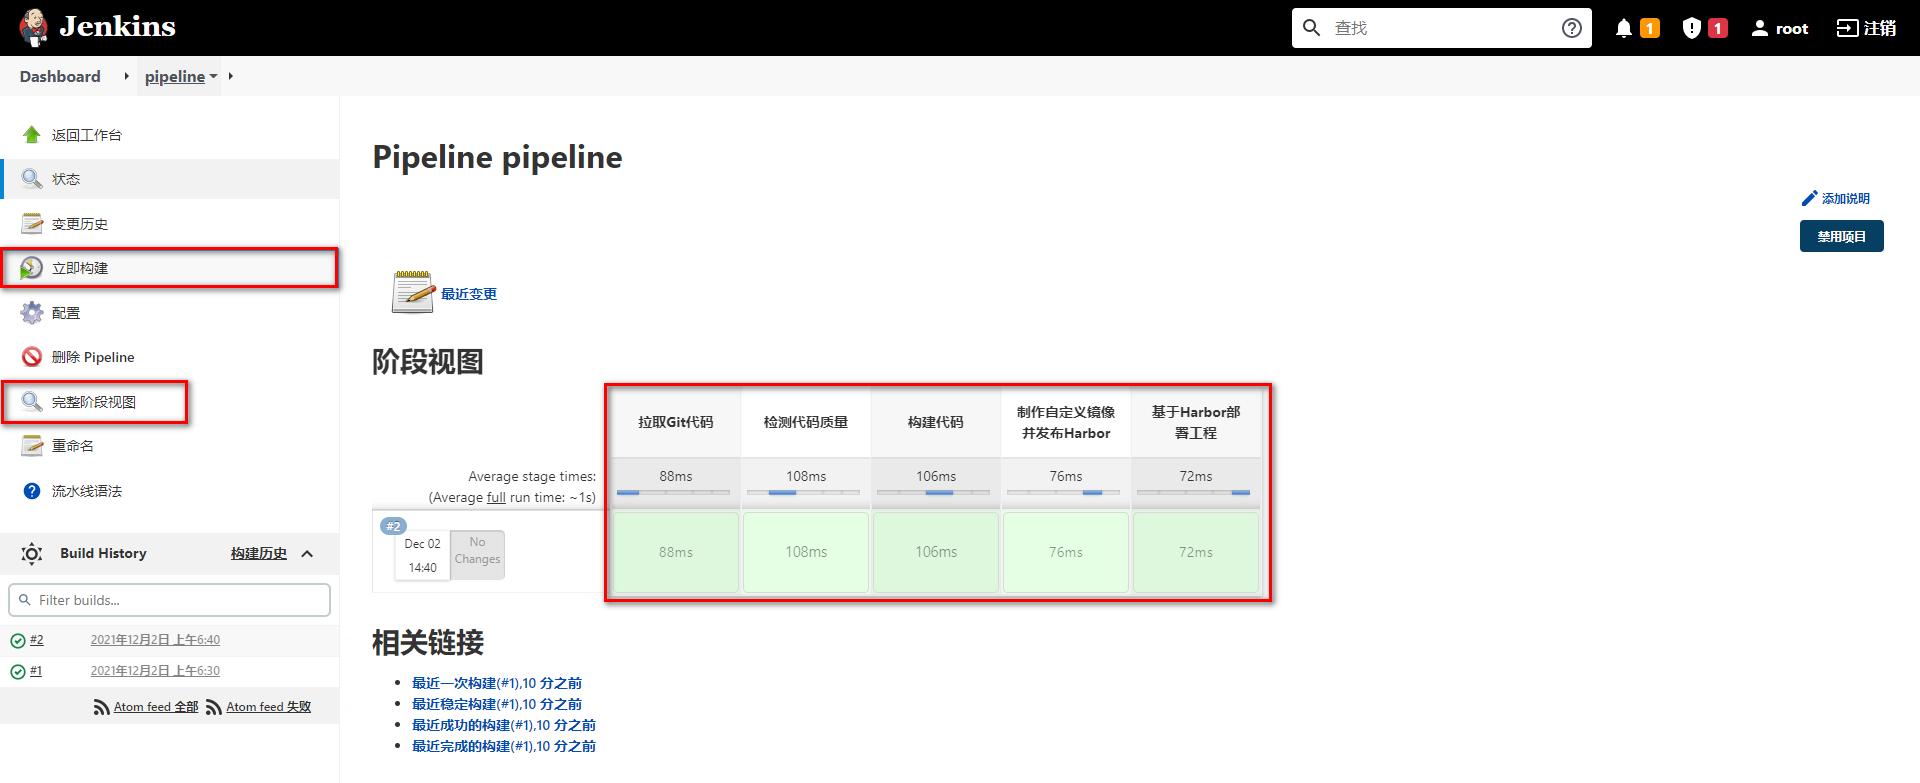 Jenkins
查找
1
1
root
注销
Dashboard
pipeline
返回工作台
状态
变更历史
立即构建
配置
删除 Pipeline
完整阶段视图
重命名
流水线语法
Build History
构建历史
Filter builds...
#2
2021年12月2日 上午6:40
#1
2021年12月2日 上午6:30
Atom feed 全部
Atom feed 失败
Pipeline pipeline
添加说明
禁用项目
最近变更
阶段视图
拉取Git代码
检测代码质量
构建代码
制作自定义镜像
并发布Harbor
基于Harbor部
署工程
Average stage times:
(Average full run time: ~1s)
88ms
108ms
106ms
76ms
72ms
#2
Dec 02
14:40
No
Changes
88ms
108ms
106ms
76ms
72ms
相关链接
最近一次构建(#1),10 分之前
最近稳定构建(#1),10 分之前
最近成功的构建(#1),10 分之前
最近完成的构建(#1),10 分之前